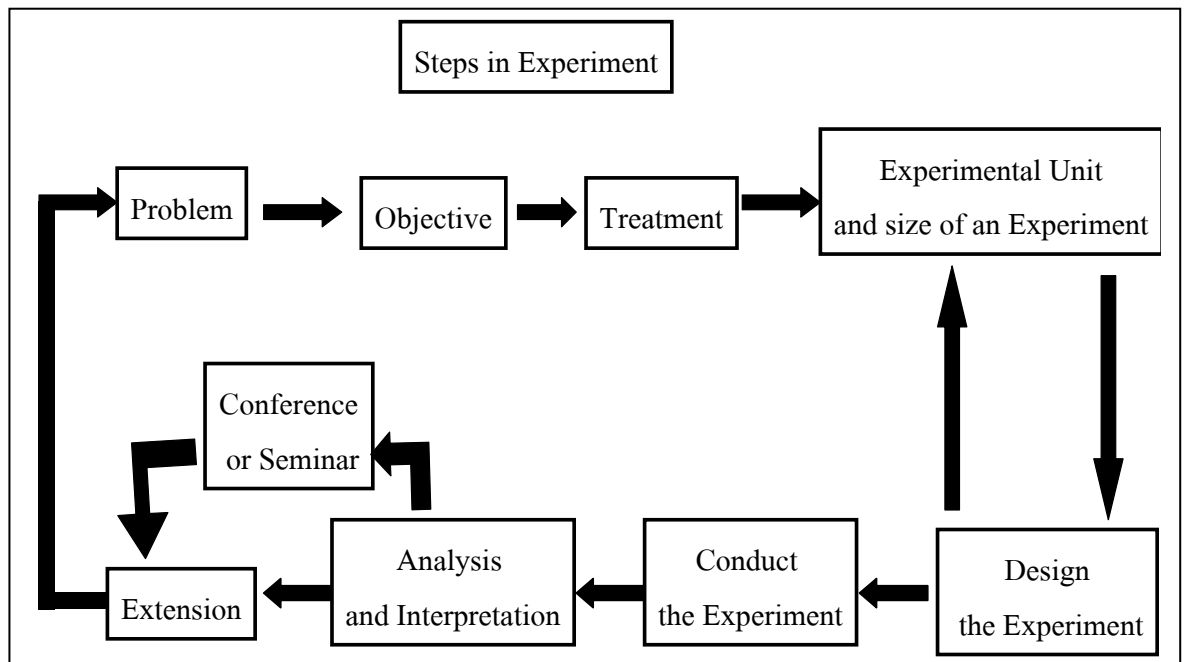 Steps in Experiment
Problem
Objective
Treatment
Experimental Unit
and size of an Experiment
Conference
or Seminar
Extension
Analysis
and Interpretation
Conduct
the Experiment
Design
the Experiment